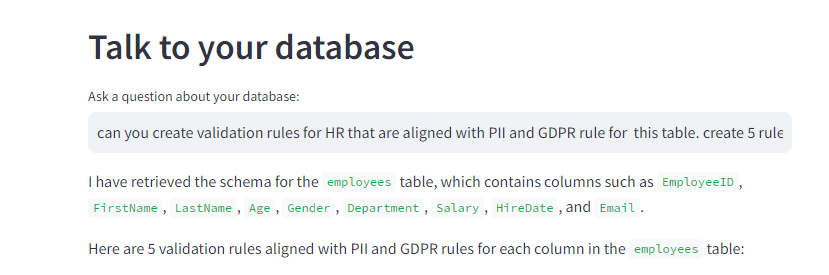 Talk to your database
Ask a question about your database:
can you create validation rules for HR that are aligned with PII and GDPR rule for  this table. create 5 rule
I have retrieved the schema for the employees table, which contains columns such as EmployeeID ,
FirstName , LastName , Age , Gender , Department , Salary , HireDate , and Email .
Here are 5 validation rules aligned with PII and GDPR rules for each column in the employees table: